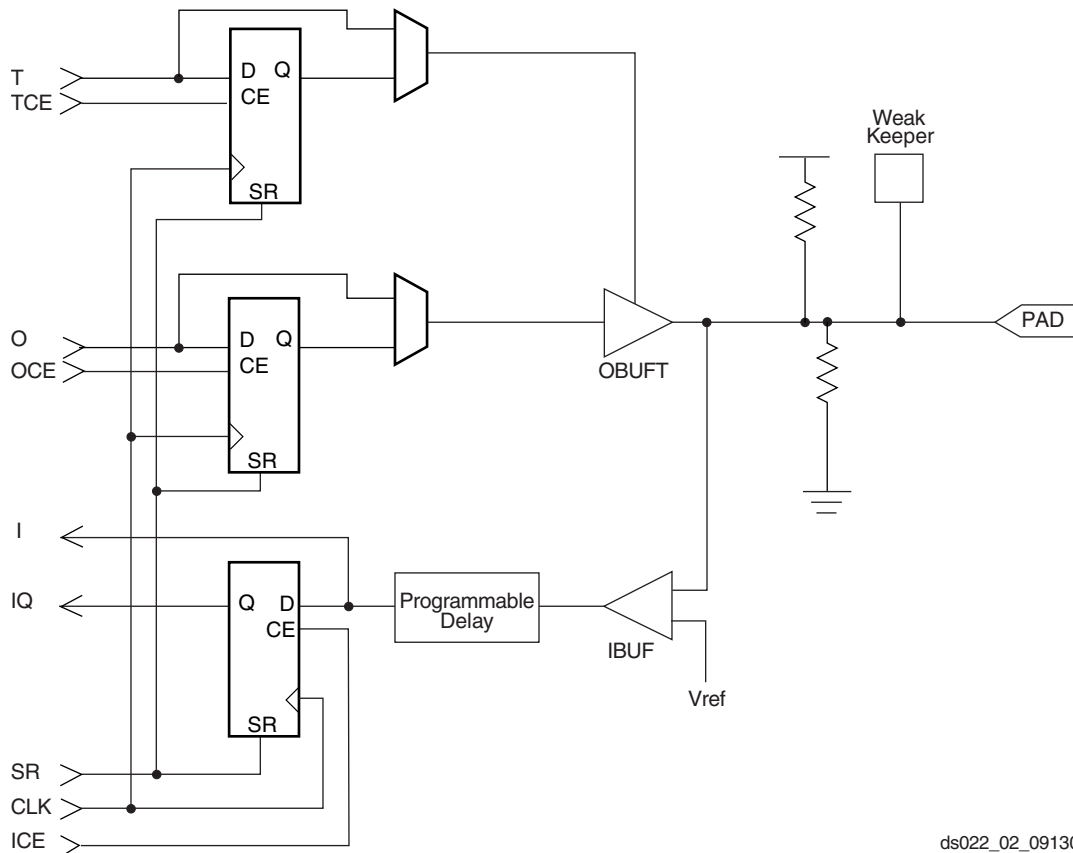 Weak
Keeper
T
D Q
TCE
CE
SR
O
D Q
OCE
CE
SR
OBUFT
PAD
I
IQ
Q D
CE
SR
Programmable
Delay
IBUF
Vref
SR
CLK
ICE
ds022_02_09130